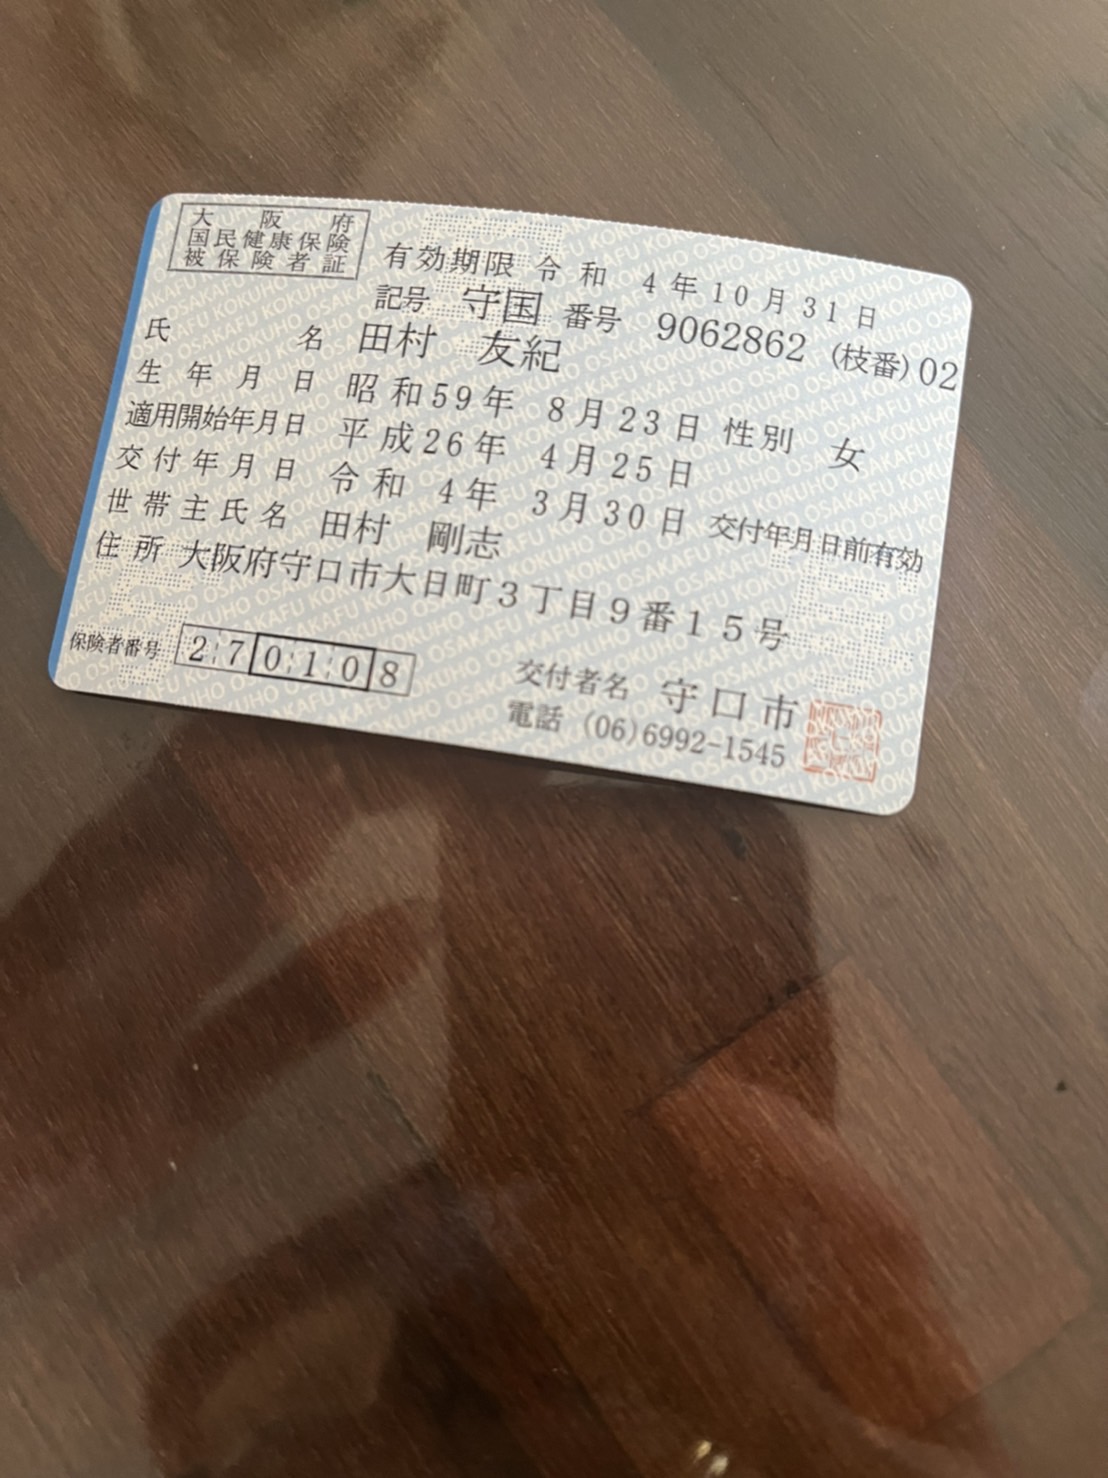 大阪府
国民健康保険
被保険者証
有効期限 令和 4年10月31日
記号 守国 番号 9062862 (枝番)02
氏名 田村 友紀
生年月日 昭和59年 8月23日 性別 女
適用開始年月日 平成26年 4月25日
交付年月日 令和 4年 3月30日 交付年月日前有効
世帯主氏名 田村 剛志
住所 大阪府守口市大日町3丁目9番15号
保険者番号 270108
交付者名 守口市
電話 (06)6992-1545